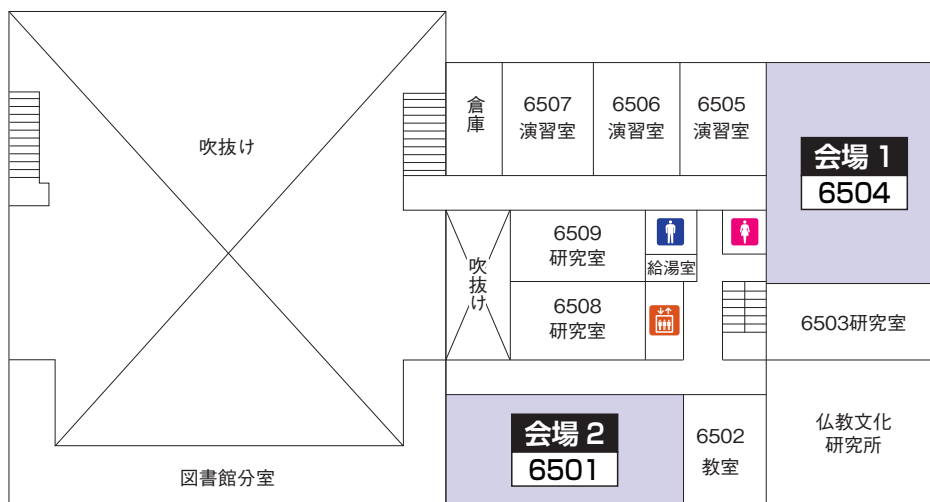 吹抜け
倉庫
6507
演習室
6506
演習室
6505
演習室
会場 1
6504
吹抜け
6509
研究室
給湯室
6508
研究室
6503研究室
会場 2
6501
6502
教室
仏教文化
研究所
図書館分室